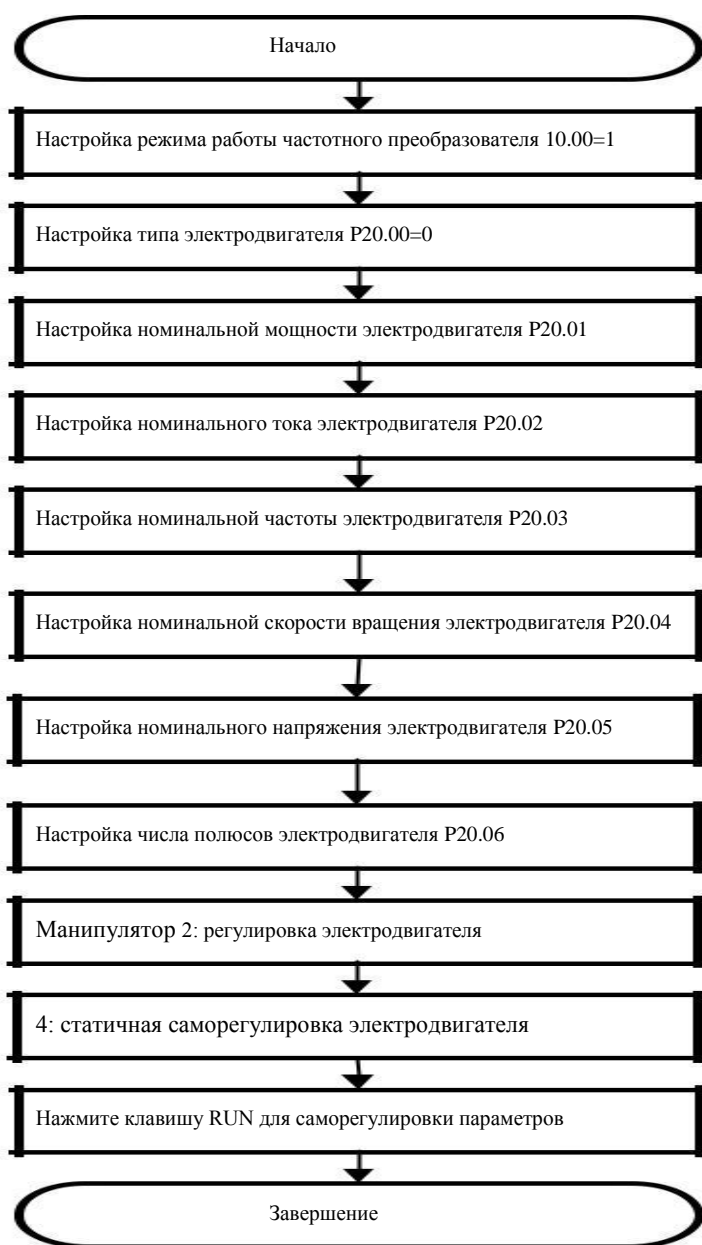 Начало
Настройка режима работы частотного преобразователя 10.00=1
Настройка типа электродвигателя P20.00=0
Настройка номинальной мощности электродвигателя P20.01
Настройка номинального тока электродвигателя P20.02
Настройка номинальной частоты электродвигателя P20.03
Настройка номинальной скорости вращения электродвигателя P20.04
Настройка номинального напряжения электродвигателя P20.05
Настройка числа полюсов электродвигателя P20.06
Манипулятор 2: регулировка электродвигателя
4: статичная саморегулировка электродвигателя
Нажмите клавишу RUN для саморегулировки параметров
Завершение